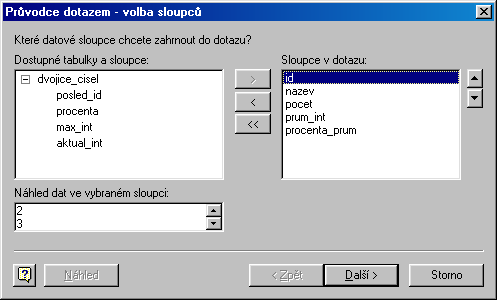 Průvodce dotazem - volba sloupců
Které datové sloupce chcete zahrnout do dotazu?
Dostupné tabulky a sloupce:
dvojice_cisel
posled_id
procenta
max_int
aktual_int
>
<
<<
Sloupce v dotazu:
id
nazev
pocet
prum_int
procenta_prum
Náhled dat ve vybraném sloupci:
2
3
?
Náhled
< Zpět
Další >
Storno